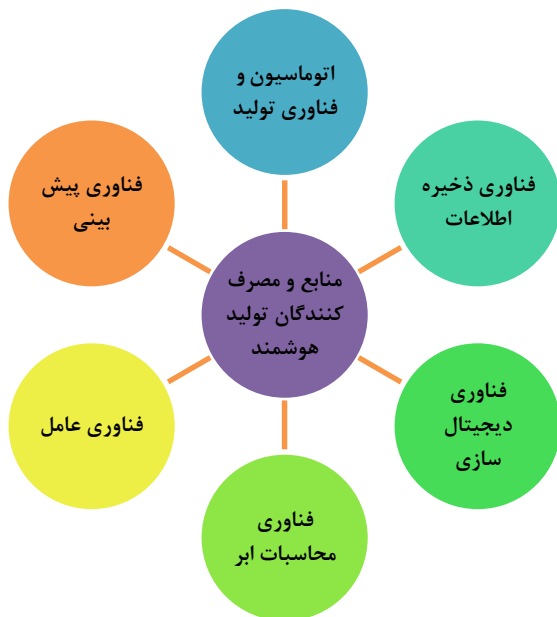 اتوماسیون و
فناوری تولید
فناوری ذخیره
اطلاعات
فناوری
دیجیتال
سازی
فناوری
محاسبات ابر
فناوری عامل
فناوری پیش
بینی
منابع و مصرف
کنندگان تولید
هوشمند